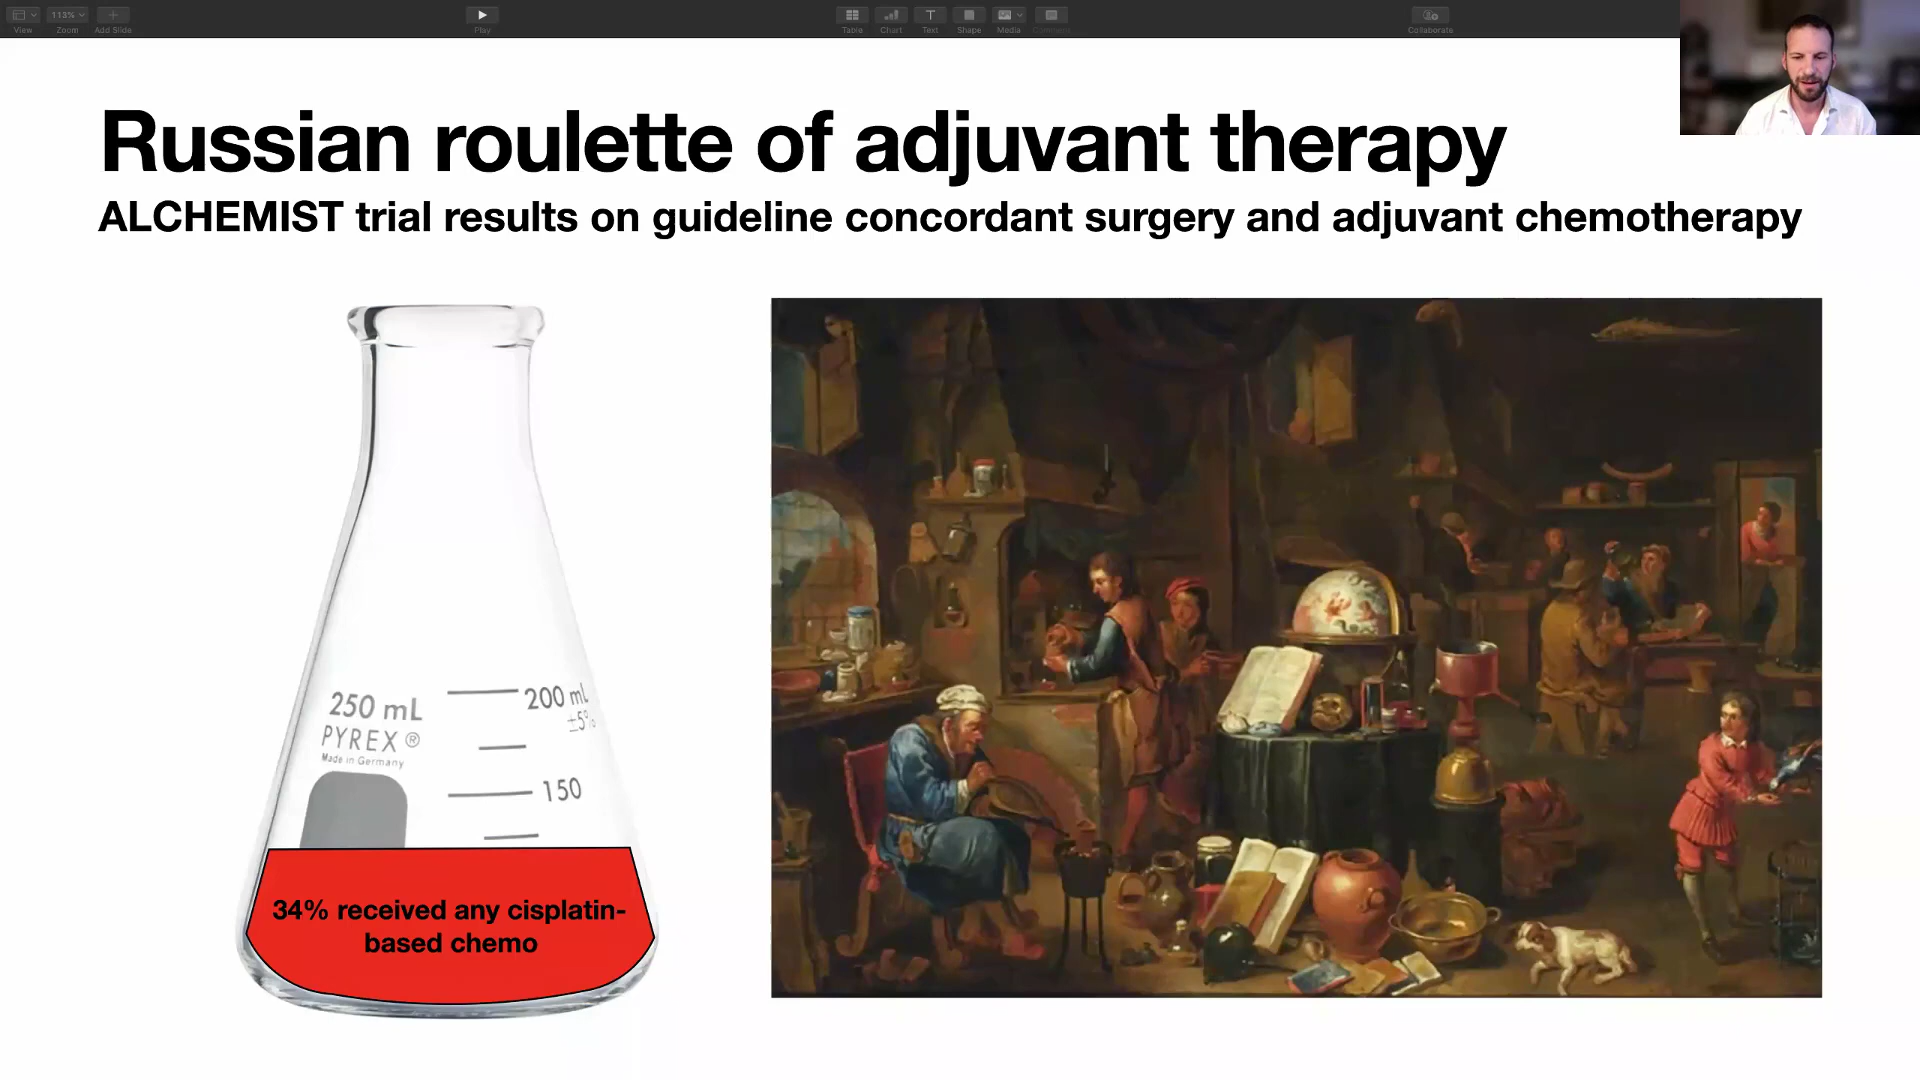 View
113%
Zoom
Add Slide
Play
Table
Chart
Text
Shape
Media
Comment
Collaborate
Russian roulette of adjuvant therapy
ALCHEMIST trial results on guideline concordant surgery and adjuvant chemotherapy
250 mL
PYREX ®
Made in Germany
200 mL
±5%
150
34% received any cisplatin-
based chemo